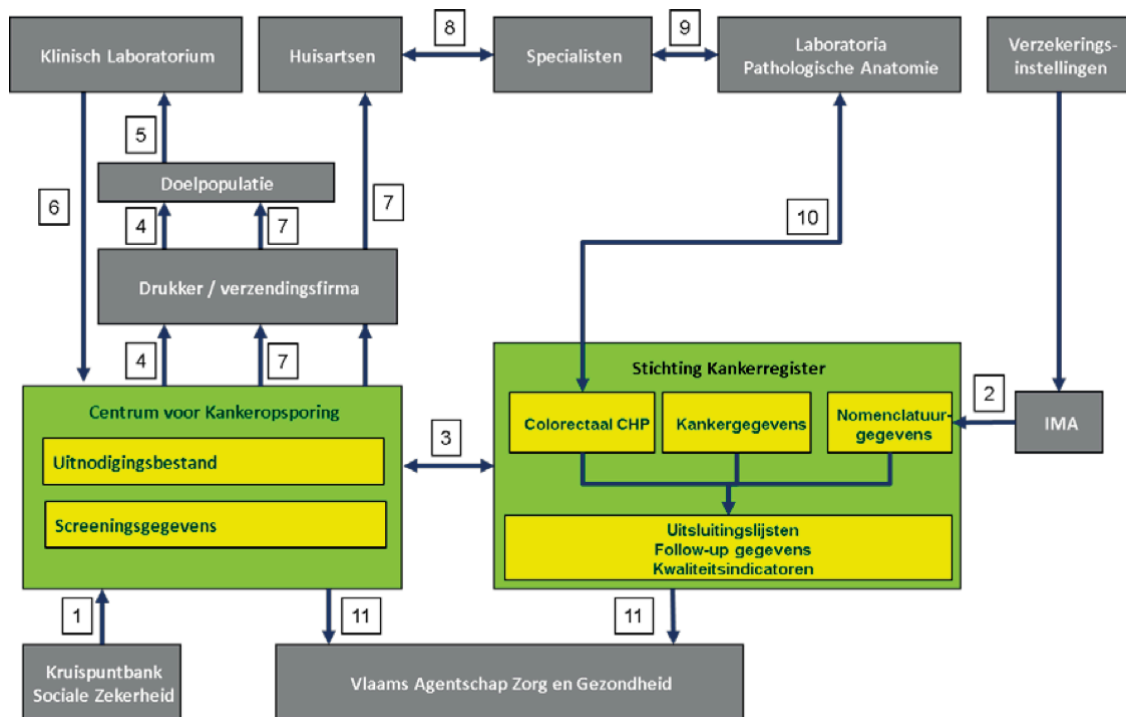 Klinisch Laboratorium
Huisartsen
8
Specialisten
9
Laboratoria
Pathologische Anatomie
Verzekerings-
instellingen
5
Doelpopulatie
6
4
7
7
10
Drukker / verzendingsfirma
4
7
Stichting Kankerregister
Centrum voor Kankeropsporing
Colorectaal CHP
Kankergegevens
Nomenclatuur-
gegevens
2
IMA
3
Uitnodigingsbestand
Screeningsgegevens
Uitsluitingslijsten
Follow-up gegevens
Kwaliteitsindicatoren
1
11
11
Kruispuntbank
Sociale Zekerheid
Vlaams Agentschap Zorg en Gezondheid